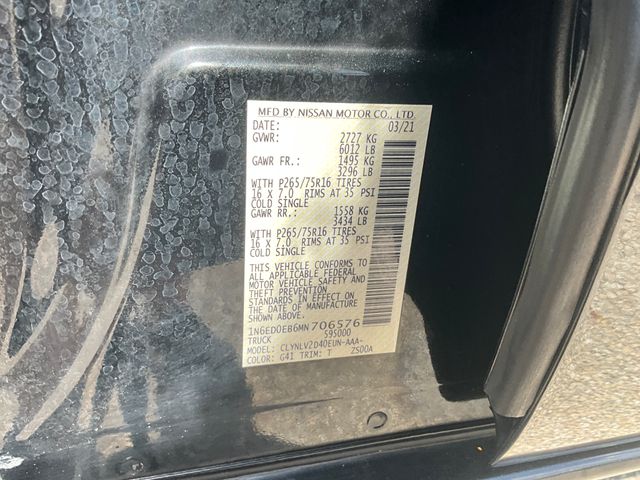 MFD BY NISSAN MOTOR CO., LTD.
DATE: 03/21
GVWR: 2727 KG
6012 LB
GAWR FR.: 1495 KG
3296 LB
WITH P265/75R16 TIRES
16 X 7.0 RIMS AT 35 PSI
COLD SINGLE
GAWR RR.: 1558 KG
3434 LB
WITH P265/75R16 TIRES
16 X 7.0 RIMS AT 35 PSI
COLD SINGLE
THIS VEHICLE CONFORMS TO
ALL APPLICABLE FEDERAL
MOTOR VEHICLE SAFETY AND
THEFT PREVENTION
STANDARDS IN EFFECT ON
THE DATE OF MANUFACTURE
SHOWN ABOVE.
1N6ED0EB6MN706576
TRUCK 59S000
MODEL: CLYNLV2D40EUN-AAA-
COLOR: G41 TRIM: T ZS00A